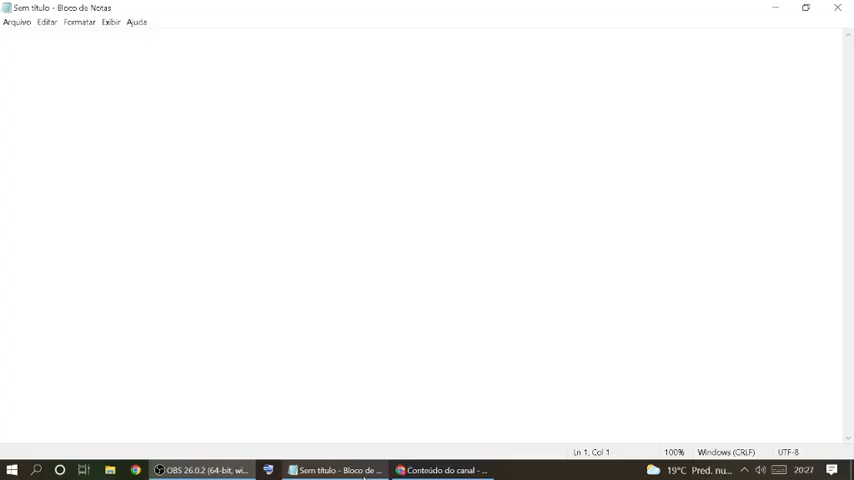 Sem título - Bloco de Notas
Arquivo Editar Formatar Exibir Ajuda
Ln 1, Col 1 100% Windows (CRLF) UTF-8
OBS 26.0.2 (64-bit, wi... Sem título - Bloco de ... Conteúdo do canal - ... 19°C Pred. nu... 20:27